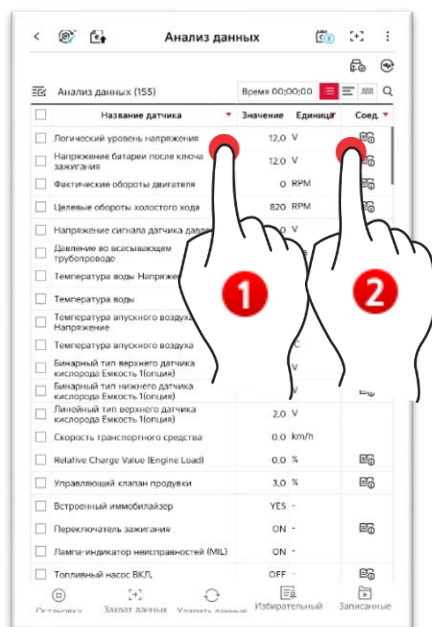 Анализ данных
Анализ данных (155) Время 00;00;00
Название датчика Значение Единица Соед.
Логический уровень напряжения 12,0 V
Напряжение батареи после ключа
зажигания 12.0 V
Фактические обороты двигателя 0 RPM
Целевые обороты холостого хода 820 RPM
Напряжение сигнала датчика V
Давление во всасывающем
трубопроводе
Температура воды
Температура воды
Температура впускного воздуха
Напряжение
Температура впускного воздуха
Бинарный тип верхнего датчика
кислорода Емкость 1(опция) V
Бинарный тип нижнего датчика
кислорода Емкость 1(опция) V
Линейный тип верхнего датчика
кислорода Емкость 1(опция) 2.0 V
Скорость транспортного средства 0.0 km/h
Relative Charge Value (Engine Load) 0.0 %
Управляющий клапан продувки 3,0 %
Встроенный иммобилайзер YES -
Переключатель зажигания ON -
Лампа-индикатор неисправностей (MIL) ON -
Топливный насос ВКЛ, OFF -
Остановка Захват данных Удалить данные Избирательный Записанные
1
2